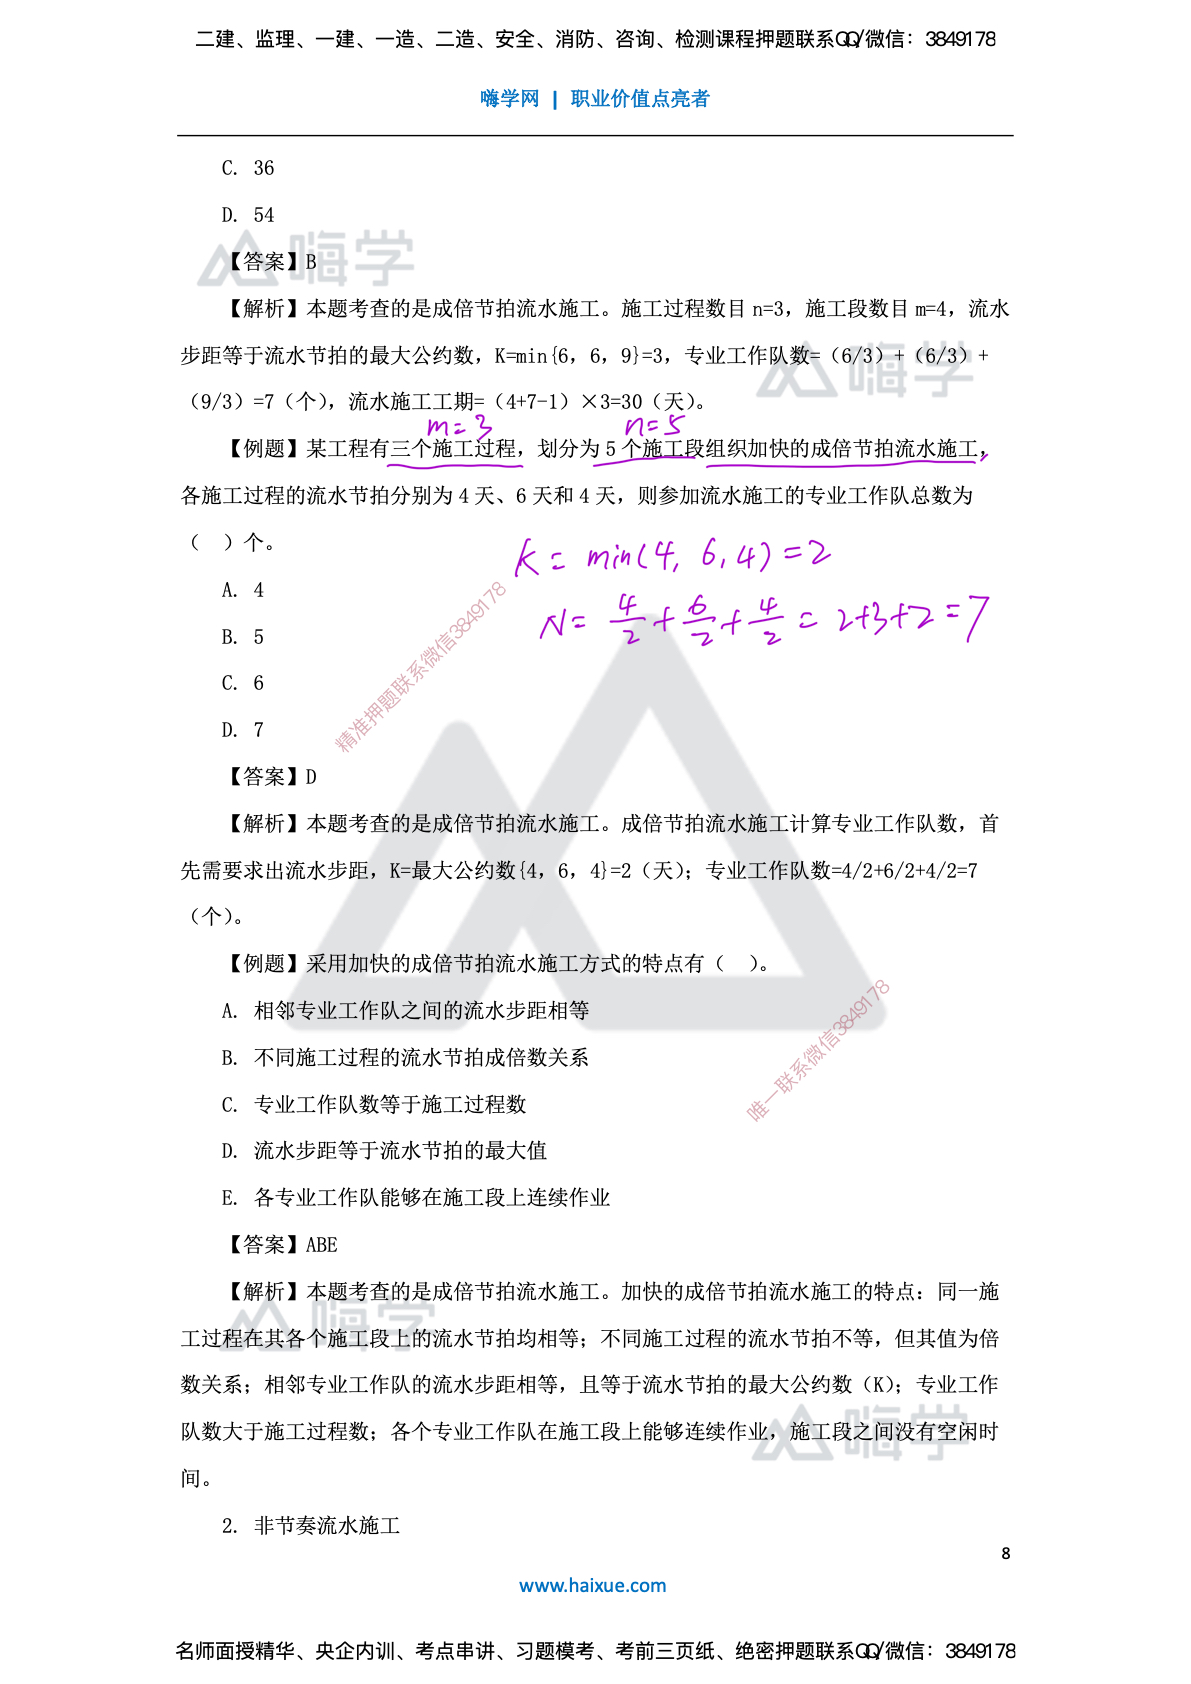 二建、监理、一建、一造、二造、安全、消防、咨询、检测课程押题联系QQ/微信：3849178
嗨学网 | 职业价值点亮者
C. 36
D. 54
嗨学
【答案】B
【解析】本题考查的是成倍节拍流水施工。施工过程数目 n=3，施工段数目 m=4，流水
步距等于流水节拍的最大公约数，K=min{6，6，9}=3，专业工作队数=（6/3）+（6/3）+
嗨学
（9/3）=7（个），流水施工工期=（4+7-1）×3=30（天）。
m=3 n=5
【例题】某工程有三个施工过程，划分为 5 个施工段组织加快的成倍节拍流水施工，
各施工过程的流水节拍分别为 4 天、6 天和 4 天，则参加流水施工的专业工作队总数为
（ ）个。
K= min(4, 6, 4)=2
A. 4
N= 4/2+6/2+4/2= 2+3+2=7
B. 5
C. 6
精准押题联系微信3849178
D. 7
【答案】D
【解析】本题考查的是成倍节拍流水施工。成倍节拍流水施工计算专业工作队数，首
先需要求出流水步距，K=最大公约数{4，6，4}=2（天）；专业工作队数=4/2+6/2+4/2=7
（个）。
【例题】采用加快的成倍节拍流水施工方式的特点有（ ）。
A. 相邻专业工作队之间的流水步距相等
B. 不同施工过程的流水节拍成倍数关系
唯一联系微信3849178
C. 专业工作队数等于施工过程数
D. 流水步距等于流水节拍的最大值
E. 各专业工作队能够在施工段上连续作业
【答案】ABE
【解析】本题考查的是成倍节拍流水施工。加快的成倍节拍流水施工的特点：同一施
嗨学
工过程在其各个施工段上的流水节拍均相等；不同施工过程的流水节拍不等，但其值为倍
数关系；相邻专业工作队的流水步距相等，且等于流水节拍的最大公约数（K）；专业工作
队数大于施工过程数；各个专业工作队在施工段上能够连续作业，施工段之间没有空闲时
嗨学
间。
2. 非节奏流水施工
8
www.haixue.com
名师面授精华、央企内训、考点串讲、习题模考、考前三页纸、绝密押题联系QQ/微信：3849178